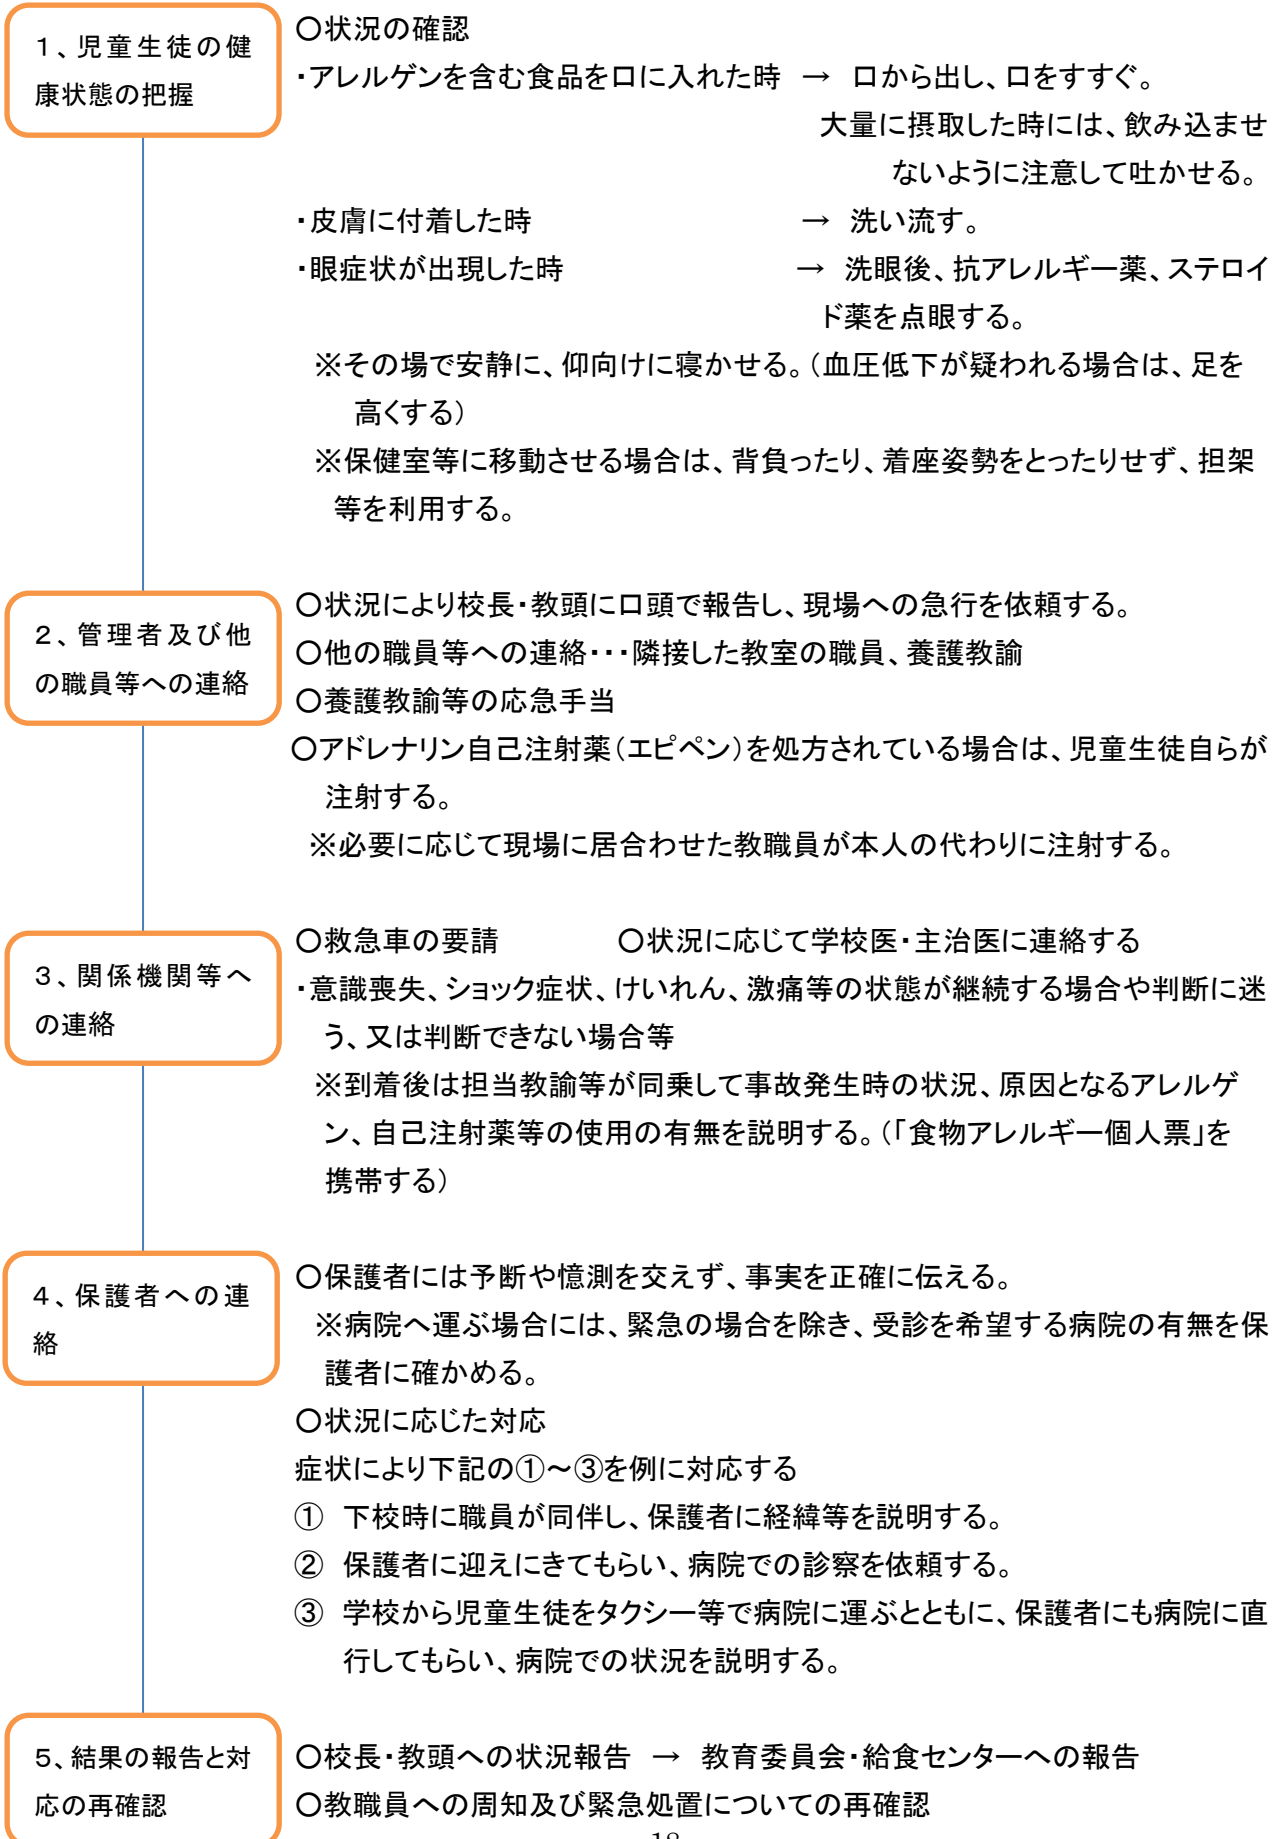 1、児童生徒の健
康状態の把握
〇状況の確認
・アレルゲンを含む食品を口に入れた時 → 口から出し、口をすすぐ。
大量に摂取した時には、飲み込ませ
ないように注意して吐かせる。
・皮膚に付着した時 → 洗い流す。
・眼症状が出現した時 → 洗眼後、抗アレルギー薬、ステロイ
ド薬を点眼する。
※その場で安静に、仰向けに寝かせる。（血圧低下が疑われる場合は、足を
高くする）
※保健室等に移動させる場合は、背負ったり、着座姿勢をとったりせず、担架
等を利用する。
2、管理者及び他
の職員等への連絡
〇状況により校長・教頭に口頭で報告し、現場への急行を依頼する。
〇他の職員等への連絡・・・隣接した教室の職員、養護教諭
〇養護教諭等の応急手当
〇アドレナリン自己注射薬（エピペン）を処方されている場合は、児童生徒自らが
注射する。
※必要に応じて現場に居合わせた教職員が本人の代わりに注射する。
3、関係機関等へ
の連絡
〇救急車の要請 〇状況に応じて学校医・主治医に連絡する
・意識喪失、ショック症状、けいれん、激痛等の状態が継続する場合や判断に迷
う、又は判断できない場合等
※到着後は担当教諭等が同乗して事故発生時の状況、原因となるアレルゲ
ン、自己注射薬等の使用の有無を説明する。（「食物アレルギー個人票」を
携帯する）
4、保護者への連
絡
〇保護者には予断や憶測を交えず、事実を正確に伝える。
※病院へ運ぶ場合には、緊急の場合を除き、受診を希望する病院の有無を保
護者に確かめる。
〇状況に応じた対応
症状により下記の①～③を例に対応する
① 下校時に職員が同伴し、保護者に経緯等を説明する。
② 保護者に迎えにきてもらい、病院での診察を依頼する。
③ 学校から児童生徒をタクシー等で病院に運ぶとともに、保護者にも病院に直
行してもらい、病院での状況を説明する。
5、結果の報告と対
応の再確認
〇校長・教頭への状況報告 → 教育委員会・給食センターへの報告
〇教職員への周知及び緊急処置についての再確認